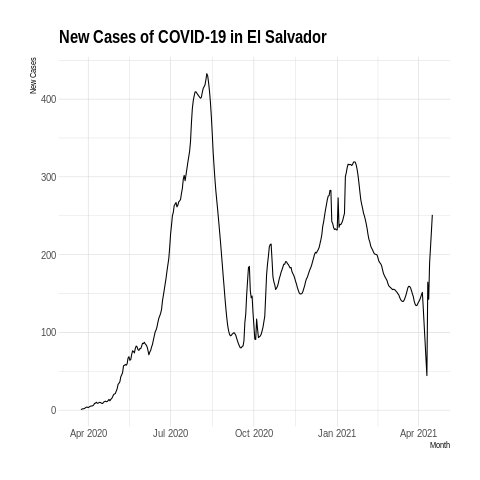 New Cases of COVID-19 in El Salvador
New Cases
400
300
200
100
0
Apr 2020 Jul 2020 Oct 2020 Jan 2021 Apr 2021
Month